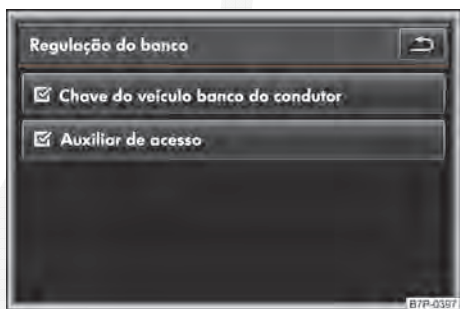 Regulação do banco
Chave do veículo banco do condutor
Auxiliar de acesso
B7P-0397